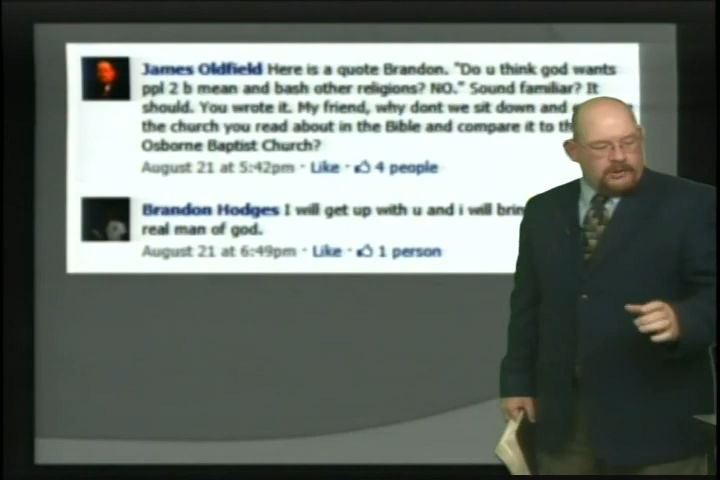 James Oldfield Here is a quote Brandon. "Do u think god wants
ppl 2 b mean and bash other religions? NO." Sound familiar? It
should. You wrote it. My friend, why dont we sit down and
the church you read about in the Bible and compare it to
Osborne Baptist Church?
August 21 at 5:42pm · Like · 4 people
Brandon Hodges I will get up with u and i will
real man of god.
August 21 at 6:49pm · Like · 1 person